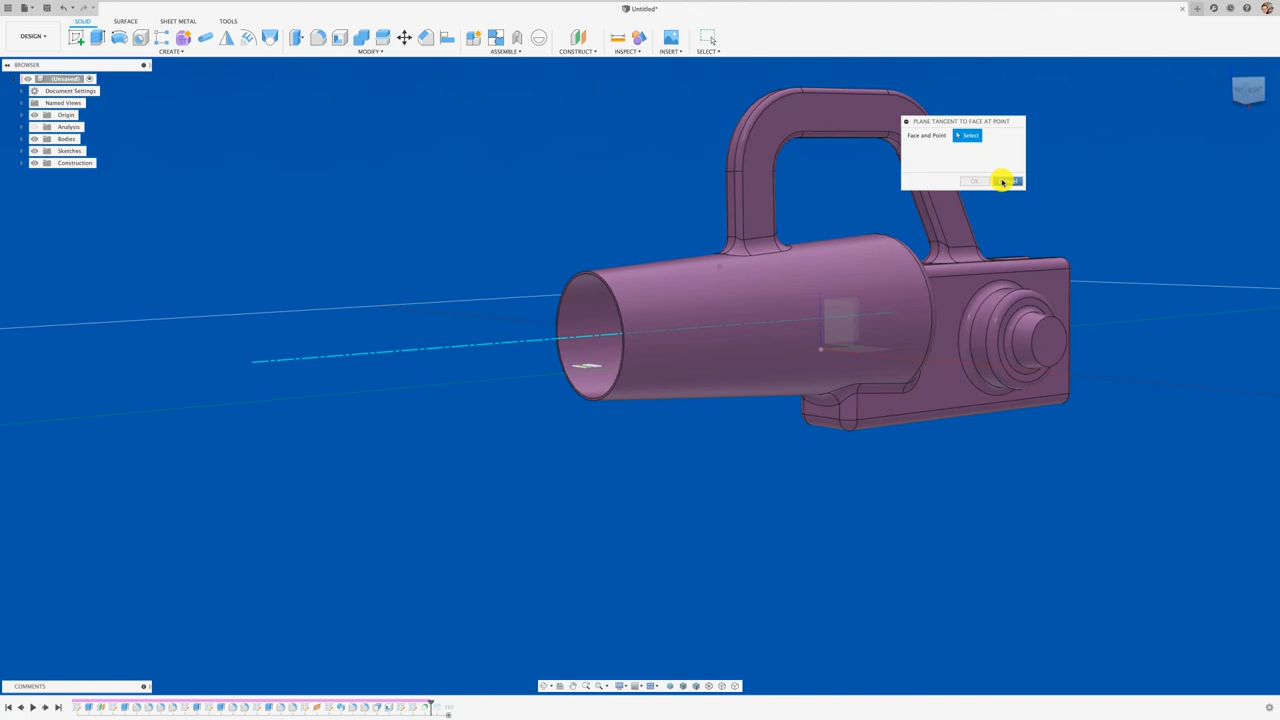 Untitled*
DESIGN
SOLID SURFACE SHEET METAL TOOLS
CREATE MODIFY ASSEMBLE CONSTRUCT INSPECT INSERT SELECT
BROWSER
(Unsaved)
Document Settings
Named Views
Origin
Analysis
Bodies
Sketches
Construction
PLANE TANGENT TO FACE AT POINT
Face and Point Select
OK
COMMENTS